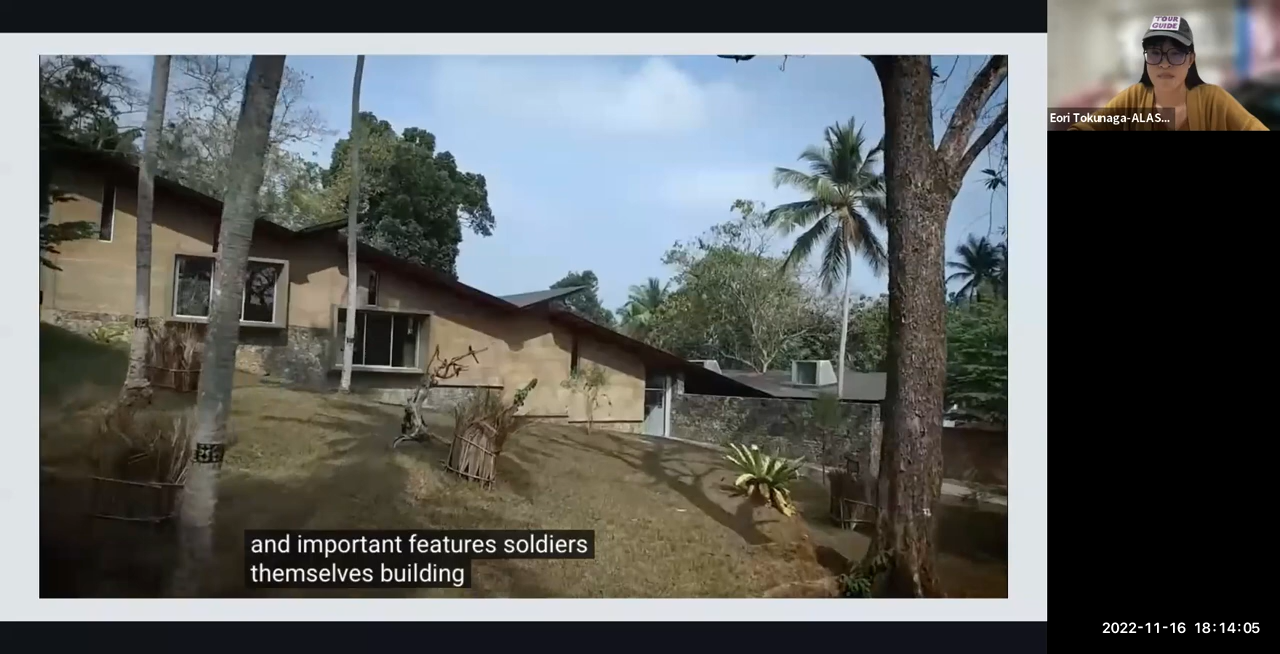 TOUR
GUIDE
Eori Tokunaga-ALAS...
and important features soldiers
themselves building
2022-11-16 18:14:05